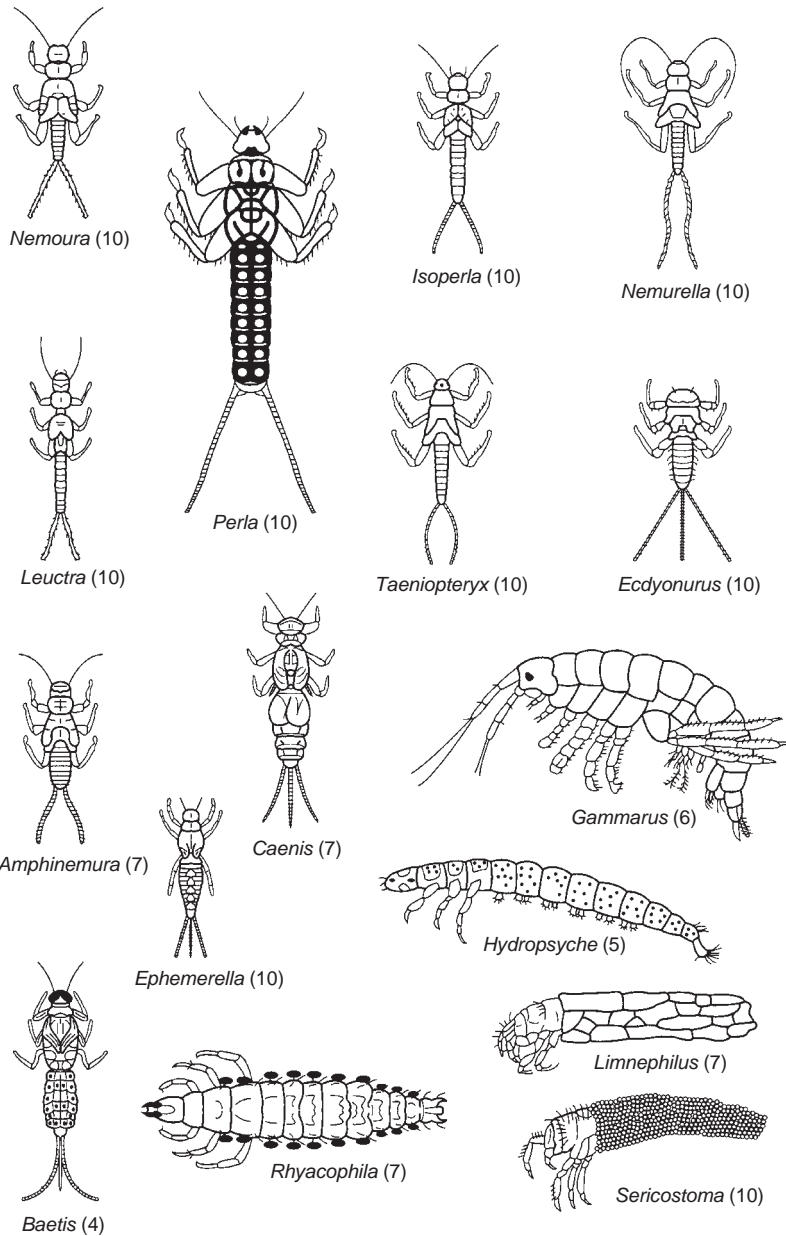 Nemoura (10)
Isoperla (10)
Nemurella (10)
Perla (10)
Leuctra (10)
Taeniopteryx (10)
Ecdyonurus (10)
Amphinemura (7)
Caenis (7)
Gammarus (6)
Ephemerella (10)
Hydropsyche (5)
Limnephilus (7)
Baetis (4)
Rhyacophila (7)
Sericostoma (10)